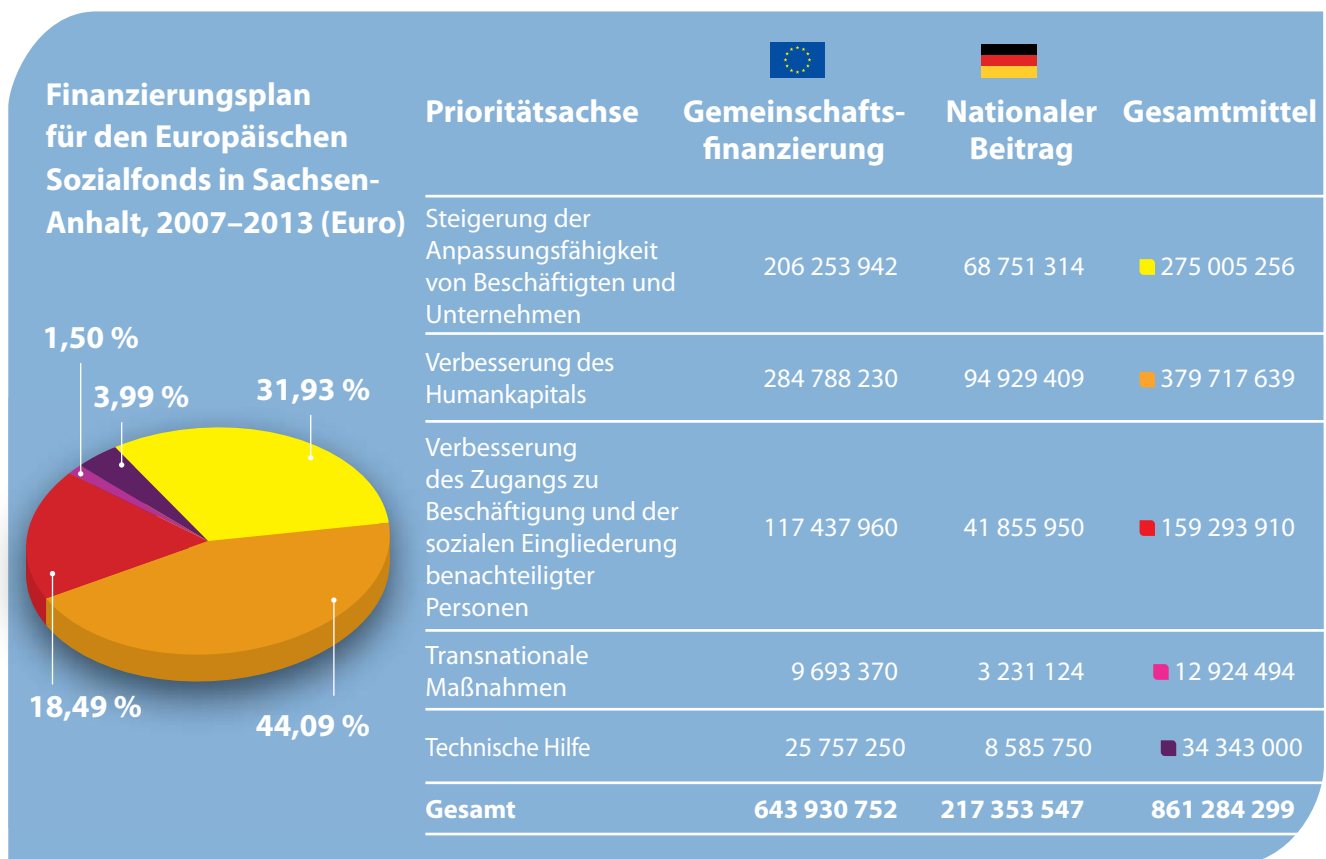 Finanzierungsplan
für den Europäischen
Sozialfonds in Sachsen-
Anhalt, 2007–2013 (Euro)
1,50 %
3,99 %
31,93 %
18,49 %
44,09 %
Prioritätsachse Gemeinschafts- Nationaler Gesamtmittel
finanzierung Beitrag
Steigerung der
Anpassungsfähigkeit
von Beschäftigten und
Unternehmen
206 253 942 68 751 314 275 005 256
Verbesserung des
Humankapitals
284 788 230 94 929 409 379 717 639
Verbesserung
des Zugangs zu
Beschäftigung und der
sozialen Eingliederung
benachteiligter
Personen
117 437 960 41 855 950 159 293 910
Transnationale
Maßnahmen
9 693 370 3 231 124 12 924 494
Technische Hilfe 25 757 250 8 585 750 34 343 000
Gesamt 643 930 752 217 353 547 861 284 299